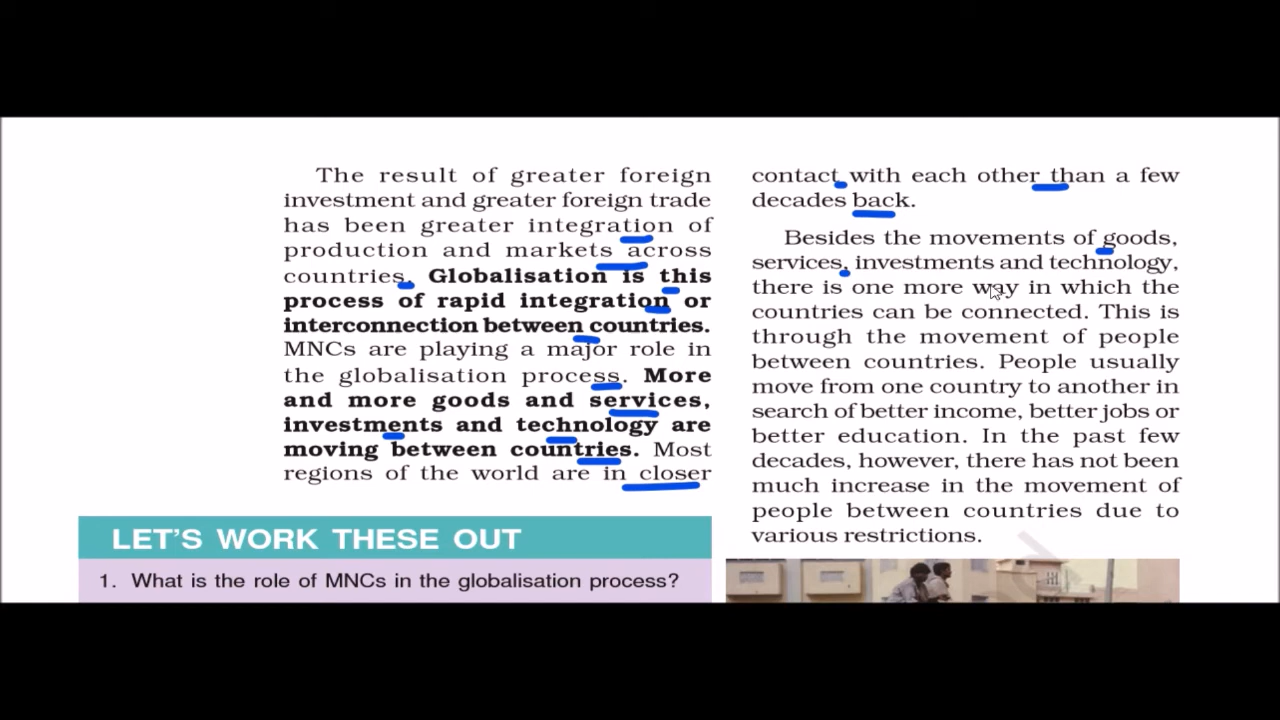 The result of greater foreign
investment and greater foreign trade
has been greater integration of
production and markets across
countries. Globalisation is this
process of rapid integration or
interconnection between countries.
MNCs are playing a major role in
the globalisation process. More
and more goods and services,
investments and technology are
moving between countries. Most
regions of the world are in closer
LET'S WORK THESE OUT
1. What is the role of MNCs in the globalisation process?
contact with each other than a few
decades back.
Besides the movements of goods,
services, investments and technology,
there is one more way in which the
countries can be connected. This is
through the movement of people
between countries. People usually
move from one country to another in
search of better income, better jobs or
better education. In the past few
decades, however, there has not been
much increase in the movement of
people between countries due to
various restrictions.